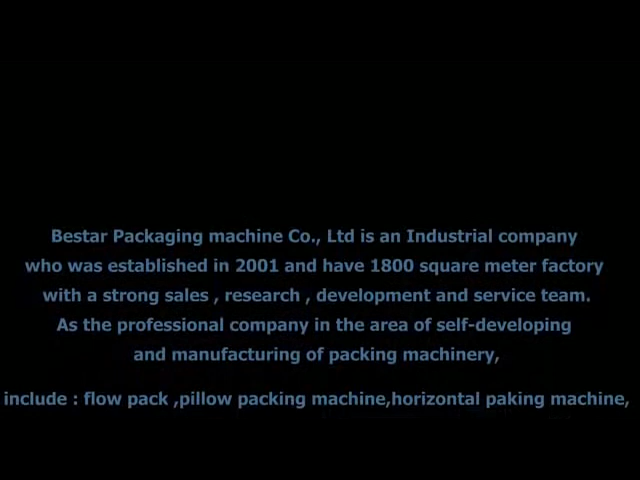 Bestar Packaging machine Co., Ltd is an Industrial company
who was established in 2001 and have 1800 square meter factory
with a strong sales , research , development and service team.
As the professional company in the area of self-developing
and manufacturing of packing machinery,
include : flow pack ,pillow packing machine,horizontal paking machine,